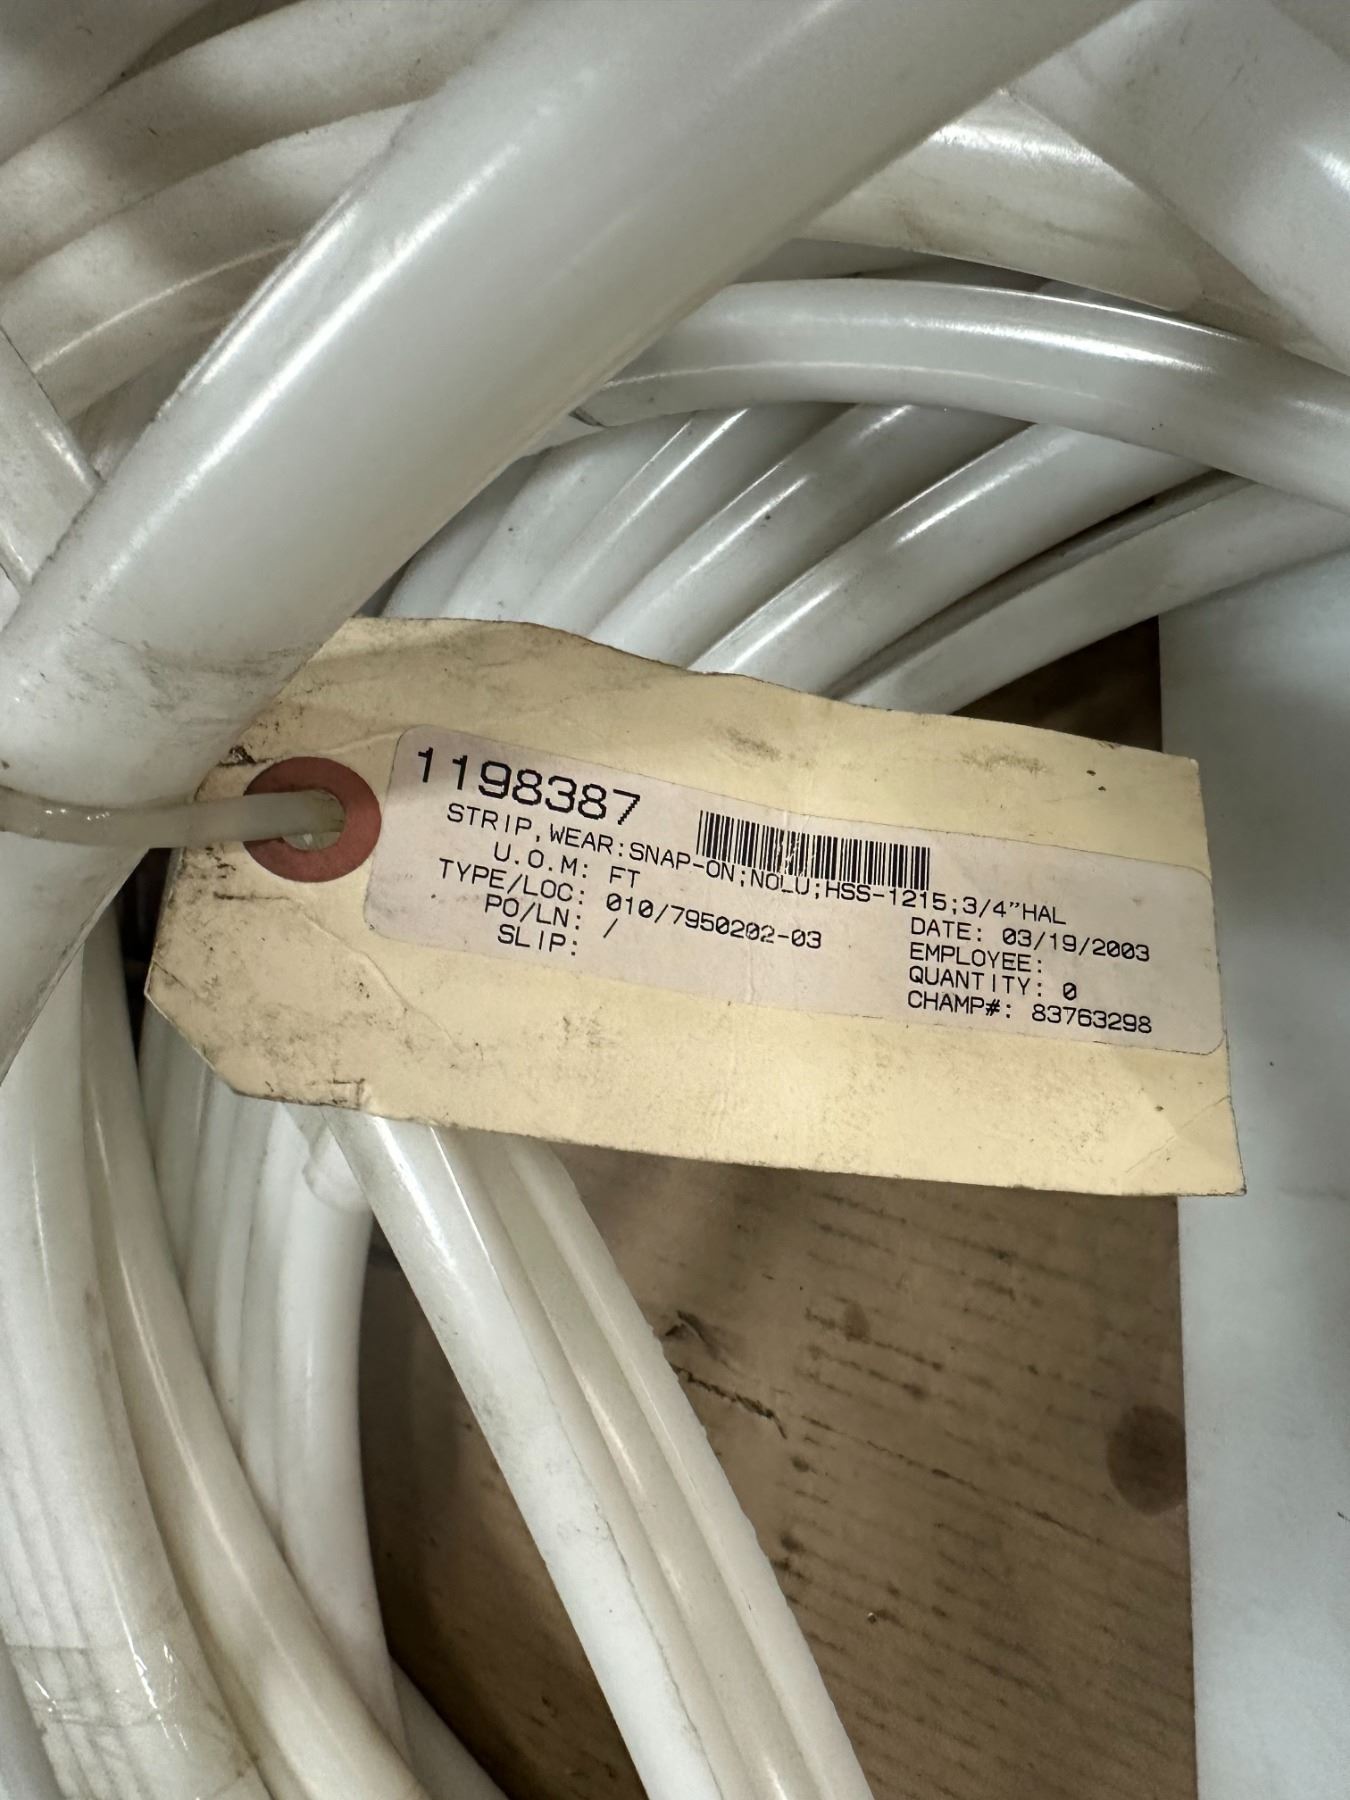 1198387
STRIP,WEAR:SNAP-ON;NOLU;HSS-1215;3/4"HAL
U.O.M: FT
TYPE/LOC: 010/7950202-03
PO/LN: /
SLIP:
DATE: 03/19/2003
EMPLOYEE:
QUANTITY: 0
CHAMP#: 83763298